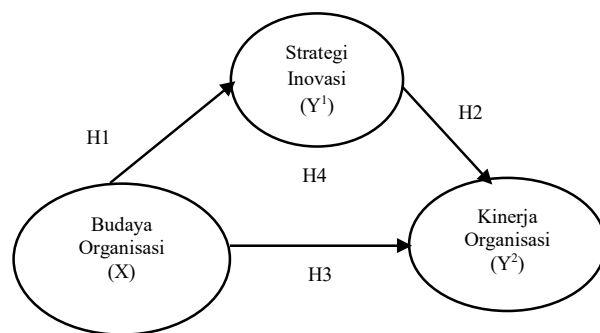 Strategi
Inovasi
(Y¹)
H1
H2
H4
Budaya
Organisasi
(X)
Kinerja
Organisasi
(Y²)
H3